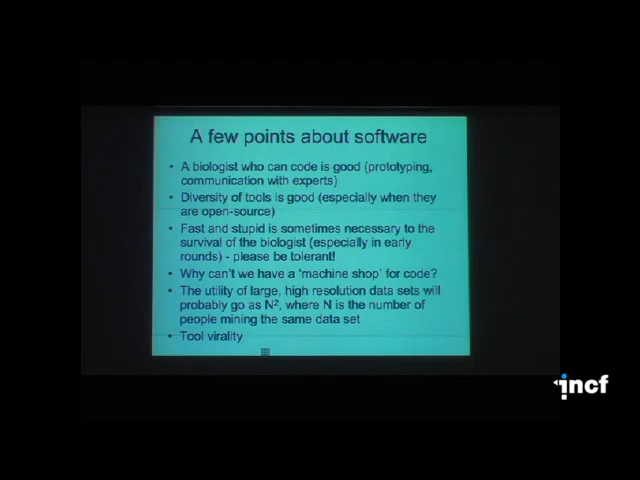 A few points about software
• A biologist who can code is good (prototyping,
communication with experts)
• Diversity of tools is good (especially when they
are open-source)
• Fast and stupid is sometimes necessary to the
survival of the biologist (especially in early
rounds) - please be tolerant!
• Why can't we have a 'machine shop' for code?
• The utility of large, high resolution data sets will
probably go as N², where N is the number of
people mining the same data set
• Tool virality
incf